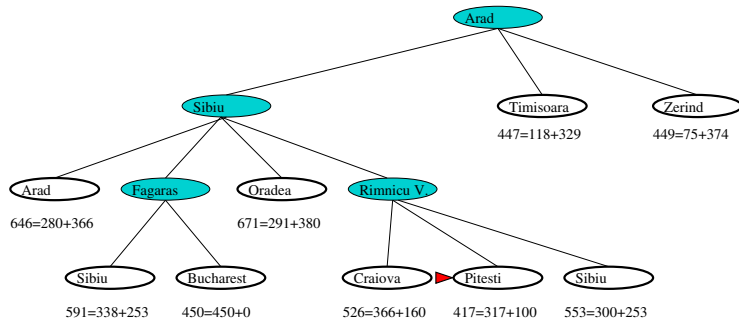 Arad
Sibiu
Timisoara
Zerind
447=118+329
449=75+374
Arad
Fagaras
Oradea
Rimnicu V.
646=280+366
671=291+380
Sibiu
Bucharest
Craiova
Pitesti
Sibiu
591=338+253
450=450+0
526=366+160
417=317+100
553=300+253